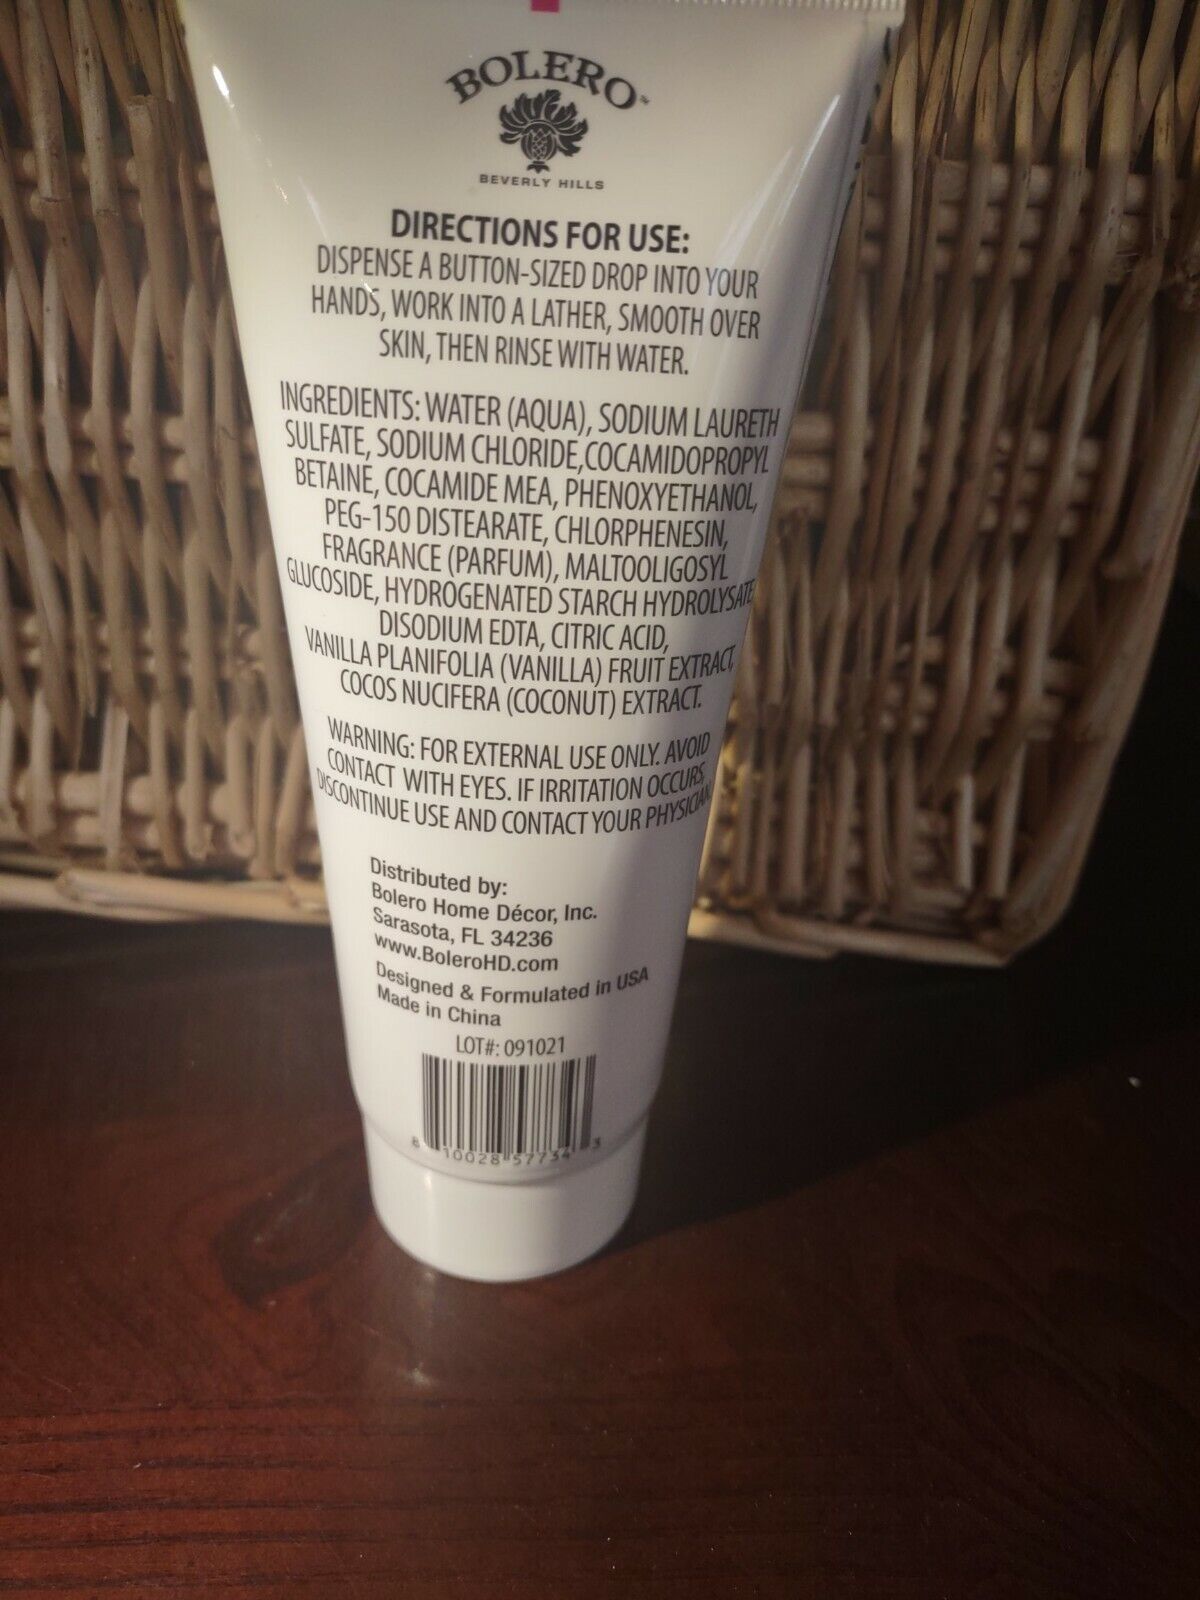 BOLERO™
BEVERLY HILLS
DIRECTIONS FOR USE:
DISPENSE A BUTTON-SIZED DROP INTO YOUR
HANDS, WORK INTO A LATHER, SMOOTH OVER
SKIN, THEN RINSE WITH WATER.
INGREDIENTS: WATER (AQUA), SODIUM LAURETH
SULFATE, SODIUM CHLORIDE,COCAMIDOPROPYL
BETAINE, COCAMIDE MEA, PHENOXYETHANOL,
PEG-150 DISTEARATE, CHLORPHENESIN,
FRAGRANCE (PARFUM), MALTOOLIGOSYL
GLUCOSIDE, HYDROGENATED STARCH HYDROLYSATE,
DISODIUM EDTA, CITRIC ACID,
VANILLA PLANIFOLIA (VANILLA) FRUIT EXTRACT,
COCOS NUCIFERA (COCONUT) EXTRACT.
WARNING: FOR EXTERNAL USE ONLY. AVOID
CONTACT WITH EYES. IF IRRITATION OCCURS,
DISCONTINUE USE AND CONTACT YOUR PHYSICIAN.
Distributed by:
Bolero Home Décor, Inc.
Sarasota, FL 34236
www.BoleroHD.com
Designed & Formulated in USA
Made in China
LOT#: 091021
8 10028 57734 3